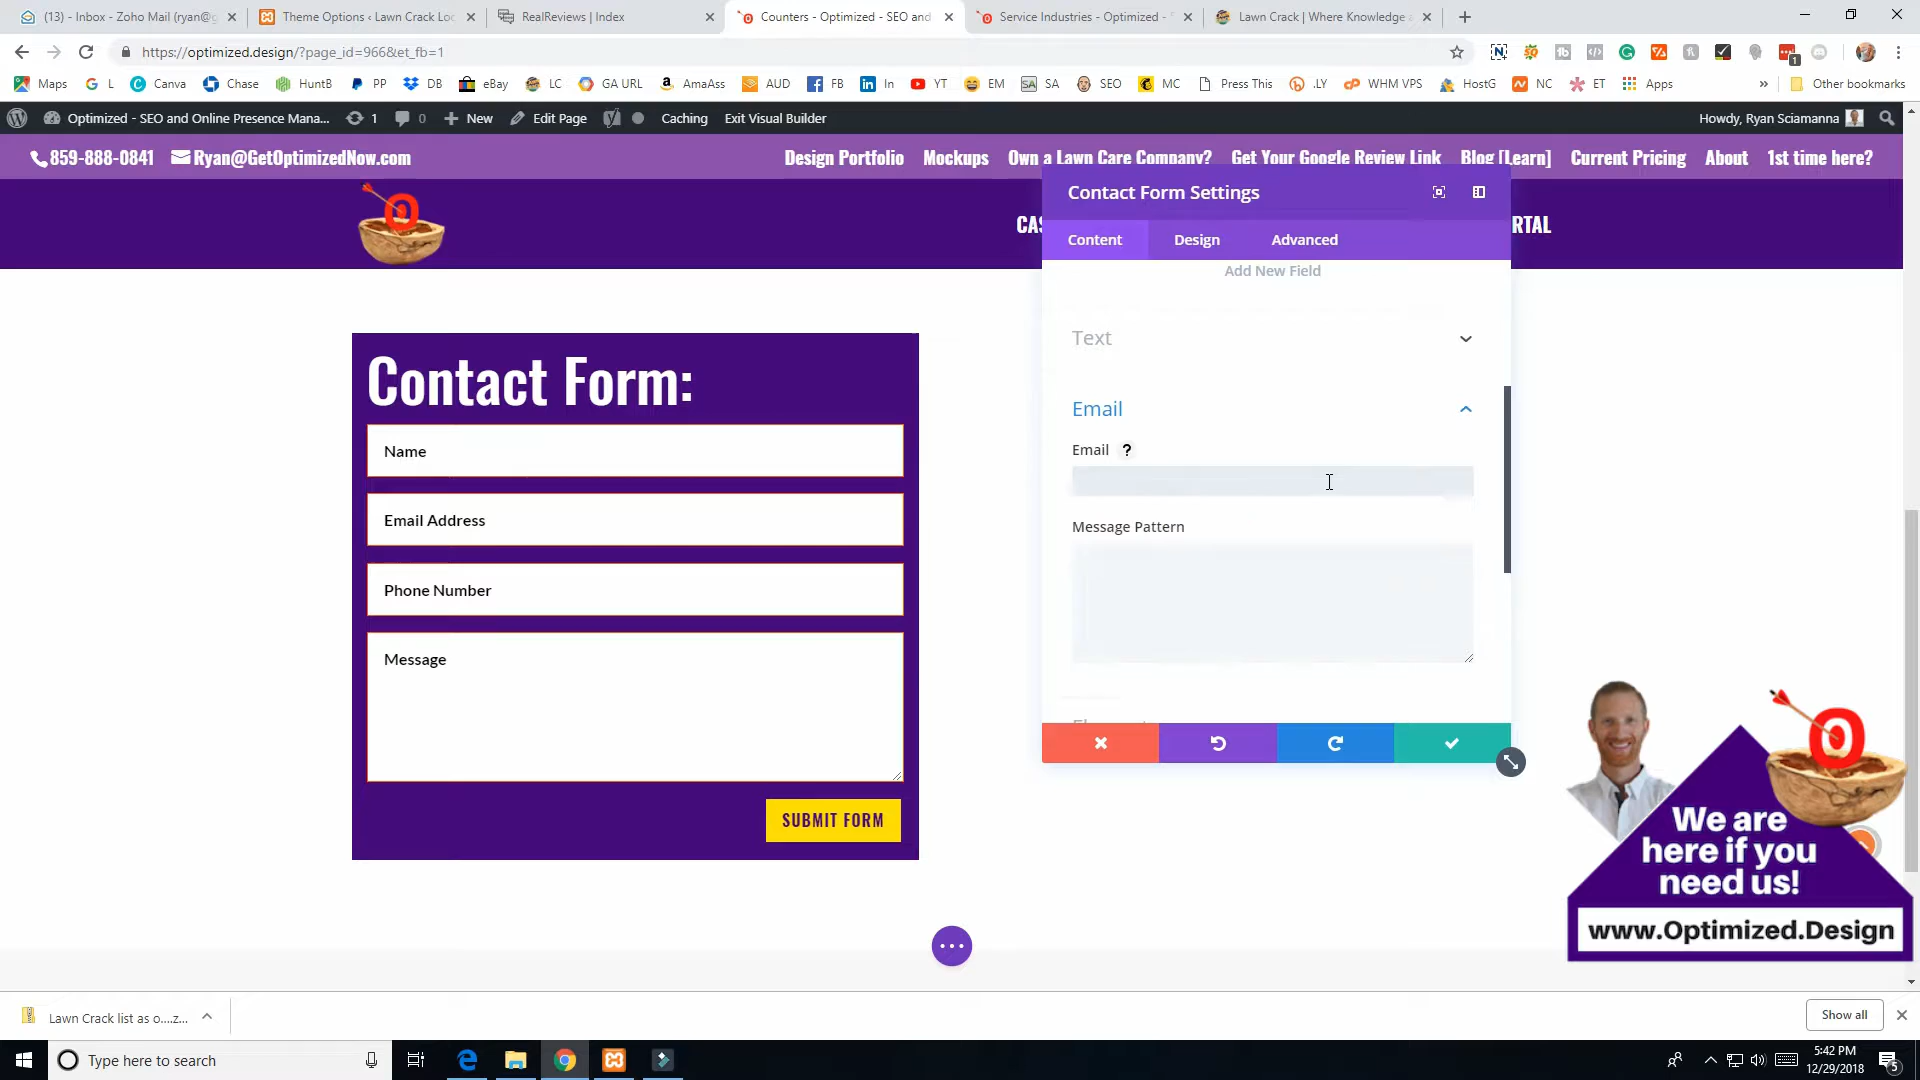 (13) - Inbox - Zoho Mail (ryan@g
Theme Options ‹ Lawn Crack Loc
RealReviews | Index
Counters - Optimized - SEO and
Service Industries - Optimized -
Lawn Crack | Where Knowledge
https://optimized.design/?page_id=966&et_fb=1
Maps
G L
Canva
Chase
HuntB
PP
DB
eBay
LC
GA URL
AmaAss
AUD
FB
In
YT
EM
SA
SEO
MC
Press This
.LY
WHM VPS
HostG
NC
ET
Apps
»
Other bookmarks
Optimized - SEO and Online Presence Mana...
1
0
New
Edit Page
Caching
Exit Visual Builder
Howdy, Ryan Sciamanna
859-888-0841
Ryan@GetOptimizedNow.com
Design Portfolio
Mockups
Own a Lawn Care Company?
Get Your Google Review Link
Blog [Learn]
Current Pricing
About
1st time here?
CAS
RTAL
Contact Form Settings
Content
Design
Advanced
Add New Field
Text
Email
Email ?
Message Pattern
Contact Form:
Name
Email Address
Phone Number
Message
SUBMIT FORM
We are
here if you
need us!
www.Optimized.Design
Lawn Crack list as o....z...
Show all
Type here to search
5:42 PM
12/29/2018
5